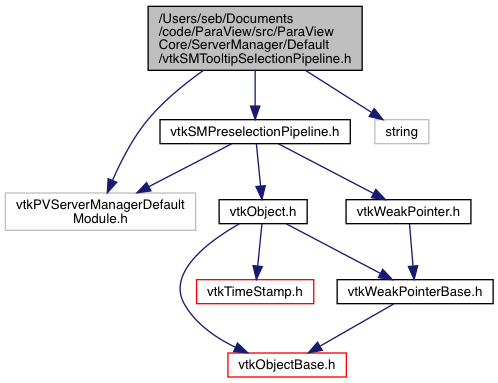 /Users/seb/Documents
/code/ParaView/src/ParaView
Core/ServerManager/Default
/vtkSMTooltipSelectionPipeline.h
vtkSMPreselectionPipeline.h
string
vtkPVServerManagerDefault
Module.h
vtkObject.h
vtkWeakPointer.h
vtkTimeStamp.h
vtkWeakPointerBase.h
vtkObjectBase.h